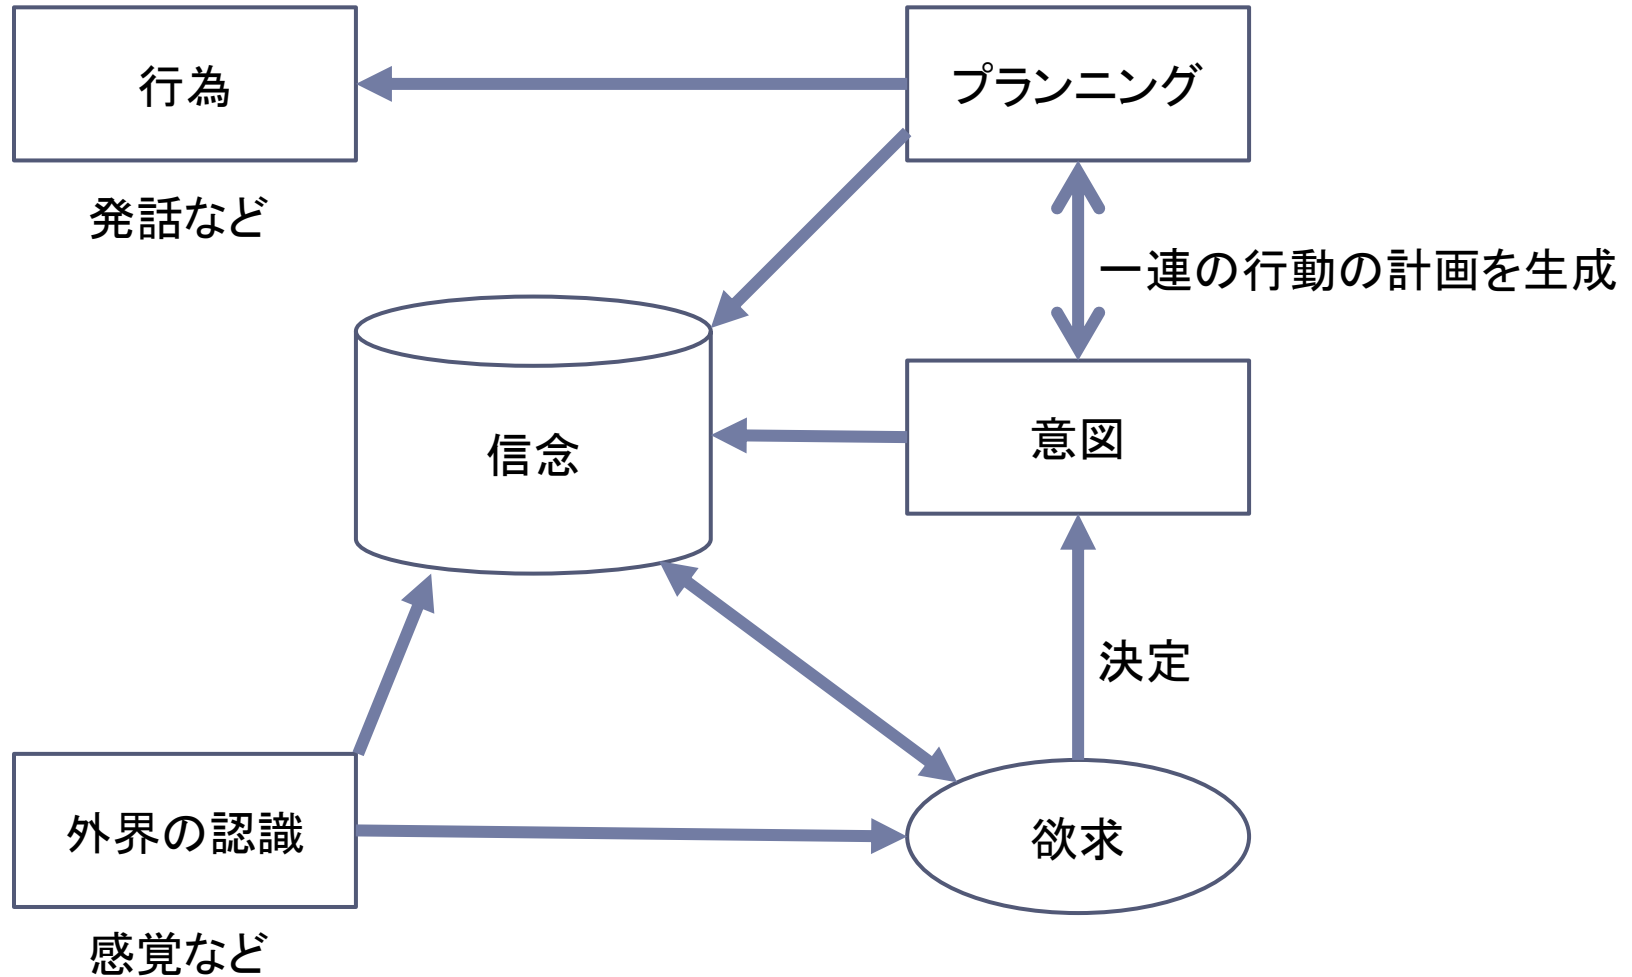 行為
プランニング
発話など
一連の行動の計画を生成
信念
意図
決定
外界の認識
欲求
感覚など